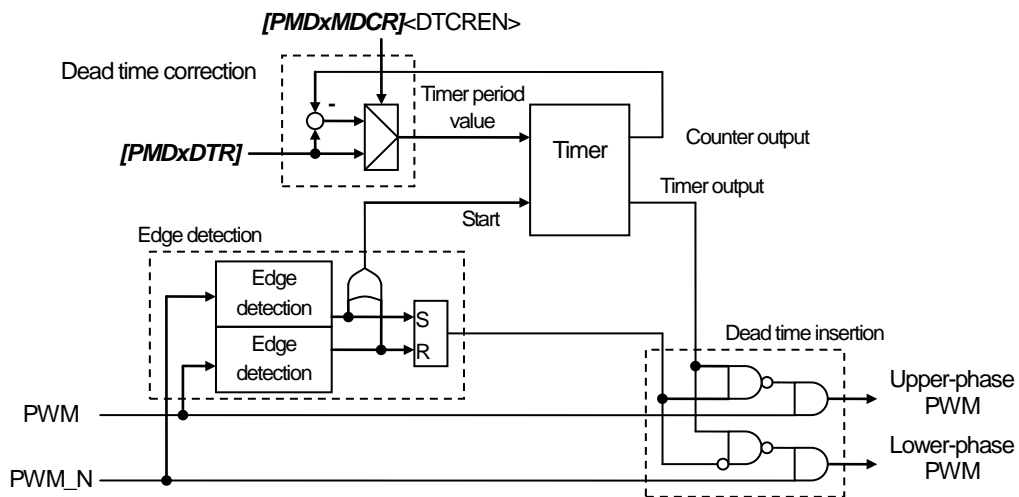 [PMDxMDCR]<DTCREN>
Dead time correction
-
Timer period
value
[PMDxDTR]
Timer
Counter output
Timer output
Start
Edge detection
Edge
detection
S
Edge
detection
R
Dead time insertion
PWM
Upper-phase
PWM
PWM_N
Lower-phase
PWM